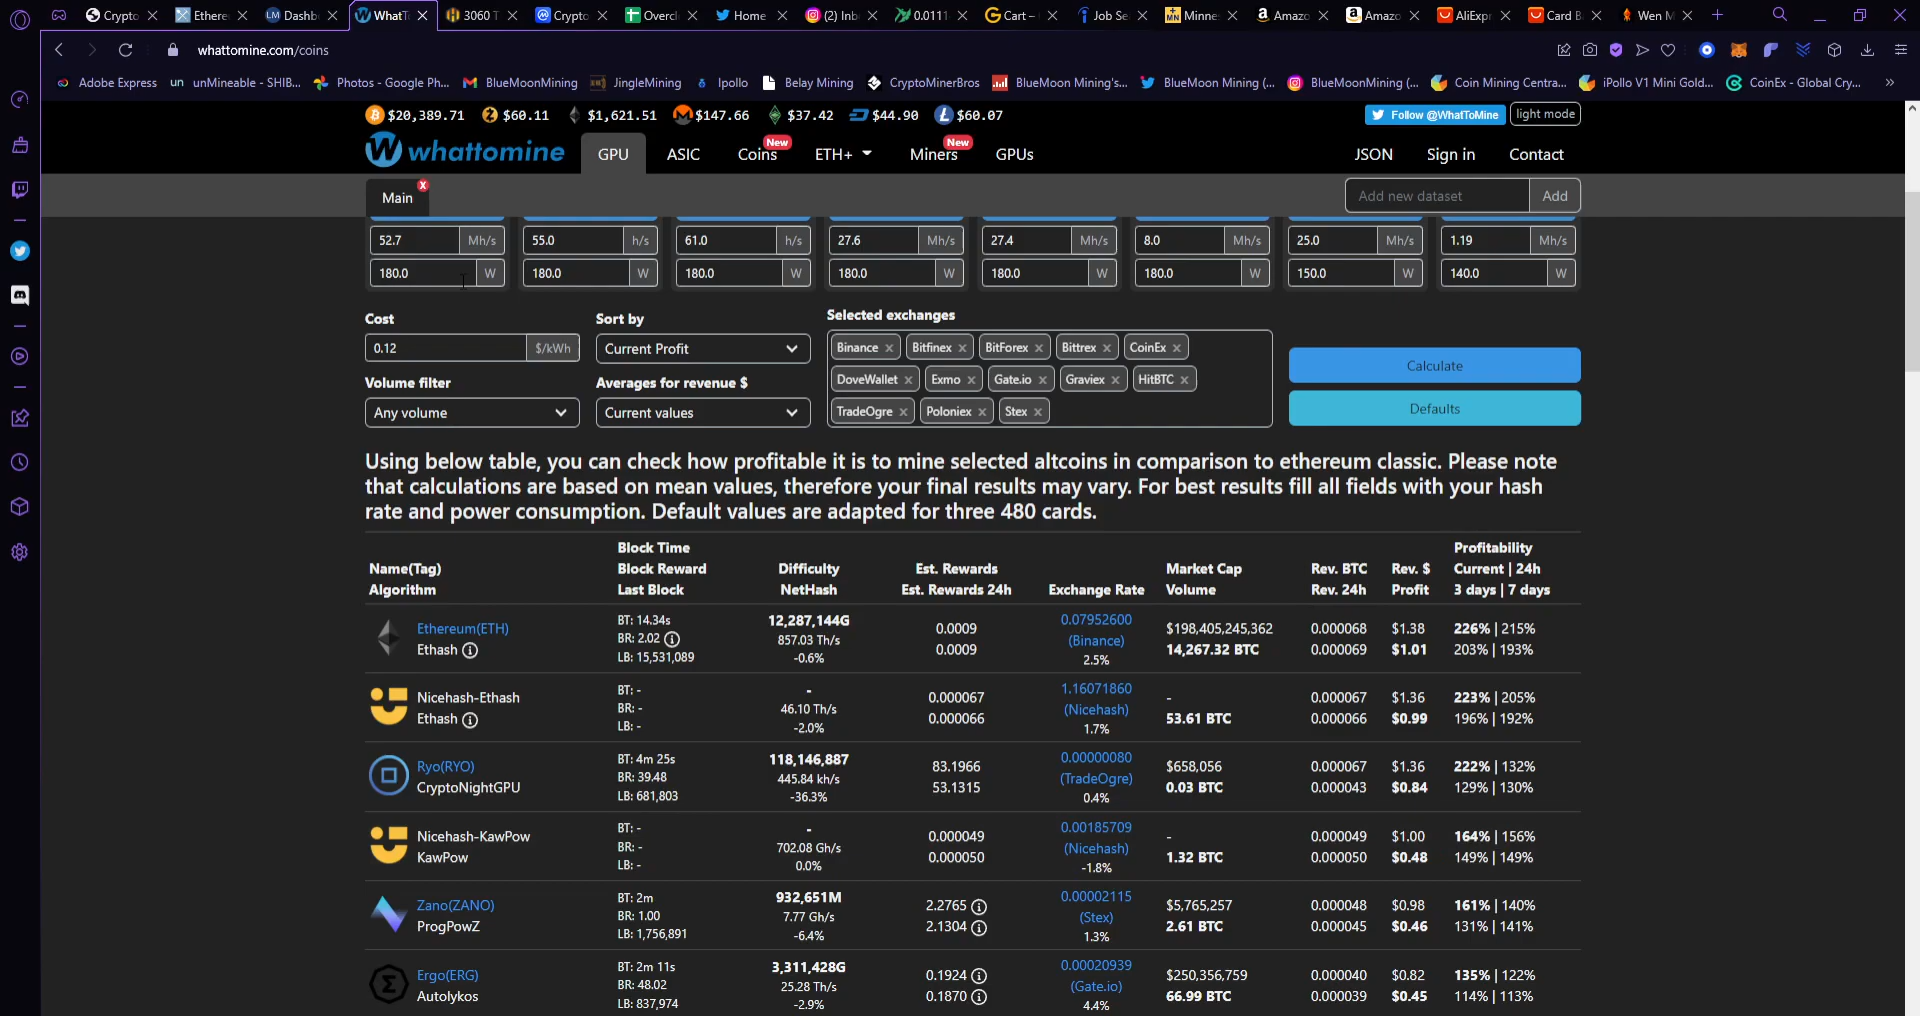 Crypto
Ethere
LM Dashb
WhatT
3060 T
Crypto
Overcl
Home
(2) Inb
0.0111
Cart –
Job Se
Minne
Amazo
Amazo
AliExp
Card B
Wen M
whattomine.com/coins
Adobe Express
un unMineable - SHIB...
Photos - Google Ph...
BlueMoonMining
JingleMining
Ipollo
Belay Mining
CryptoMinerBros
BlueMoon Mining's...
BlueMoon Mining (...
BlueMoonMining (...
Coin Mining Centra...
iPollo V1 Mini Gold...
CoinEx - Global Cry...
$20,389.71 $60.11 $1,621.51 $147.66 $37.42 $44.90 $60.07
Follow @WhatToMine light mode
whattomine
GPU ASIC Coins New ETH+ Miners New GPUs JSON Sign in Contact
Main x Add new dataset Add
52.7 Mh/s 55.0 h/s 61.0 h/s 27.6 Mh/s 27.4 Mh/s 8.0 Mh/s 25.0 Mh/s 1.19 Mh/s
180.0 W 180.0 W 180.0 W 180.0 W 180.0 W 180.0 W 150.0 W 140.0 W
Cost Sort by Selected exchanges
0.12 $/kWh Current Profit
Binance Bitfinex BitForex Bittrex CoinEx
Calculate
Volume filter Averages for revenue $
DoveWallet Exmo Gate.io Graviex HitBTC
Any volume Current values
TradeOgre Poloniex Stex
Defaults
Using below table, you can check how profitable it is to mine selected altcoins in comparison to ethereum classic. Please note
that calculations are based on mean values, therefore your final results may vary. For best results fill all fields with your hash
rate and power consumption. Default values are adapted for three 480 cards.
Block Time Profitability
Name(Tag) Block Reward Difficulty Est. Rewards Market Cap Rev. BTC Rev. $ Current | 24h
Algorithm Last Block NetHash Est. Rewards 24h Exchange Rate Volume Rev. 24h Profit 3 days | 7 days
Ethereum(ETH) BT: 14.34s 12,287,144G 0.0009 0.07952600 $198,405,245,362 0.000068 $1.38 226% | 215%
Ethash BR: 2.02 857.03 Th/s 0.0009 (Binance) 14,267.32 BTC 0.000069 $1.01 203% | 193%
LB: 15,531,089 -0.6% 2.5%
Nicehash-Ethash BT: - - 0.000067 1.16071860 - 0.000067 $1.36 223% | 205%
Ethash BR: - 46.10 Th/s 0.000066 (Nicehash) 53.61 BTC 0.000066 $0.99 196% | 192%
LB: - -2.0% 1.7%
Ryo(RYO) BT: 4m 25s 118,146,887 83.1966 0.00000080 $658,056 0.000067 $1.36 222% | 132%
CryptoNightGPU BR: 39.48 445.84 kh/s 53.1315 (TradeOgre) 0.03 BTC 0.000043 $0.84 129% | 130%
LB: 681,803 -36.3% 0.4%
Nicehash-KawPow BT: - - 0.000049 0.00185709 - 0.000049 $1.00 164% | 156%
KawPow BR: - 702.08 Gh/s 0.000050 (Nicehash) 1.32 BTC 0.000050 $0.48 149% | 149%
LB: - 0.0% -1.8%
Zano(ZANO) BT: 2m 932,651M 2.2765 0.00002115 $5,765,257 0.000048 $0.98 161% | 140%
ProgPowZ BR: 1.00 7.77 Gh/s 2.1304 (Stex) 2.61 BTC 0.000045 $0.46 131% | 141%
LB: 1,756,891 -6.4% 1.3%
Ergo(ERG) BT: 2m 11s 3,311,428G 0.1924 0.00020939 $250,356,759 0.000040 $0.82 135% | 122%
Autolykos BR: 48.02 25.28 Th/s 0.1870 (Gate.io) 66.99 BTC 0.000039 $0.45 114% | 113%
LB: 837,974 -2.9% 4.4%